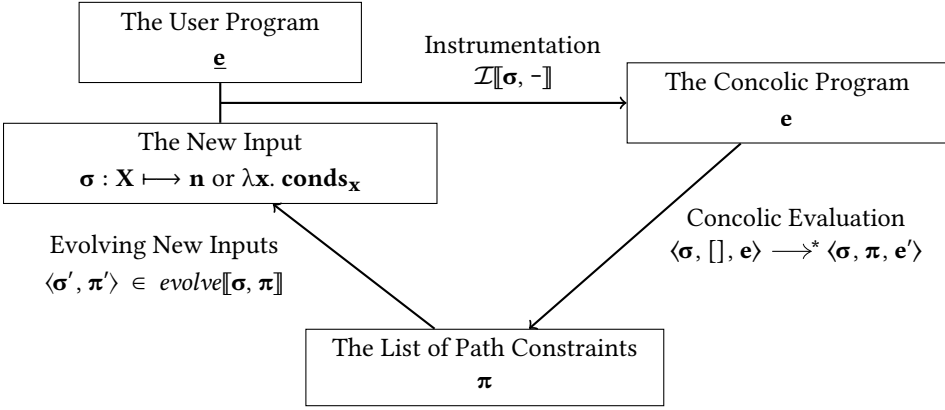 The User Program
e
Instrumentation
ℐ⟦σ, −⟧
The Concolic Program
e
The New Input
σ : X ⟼ n or λx. conds_x
Concolic Evaluation
⟨σ, [], e⟩ ⟶* ⟨σ, π, e′⟩
Evolving New Inputs
⟨σ′, π′⟩ ∈ evolve⟦σ, π⟧
The List of Path Constraints
π